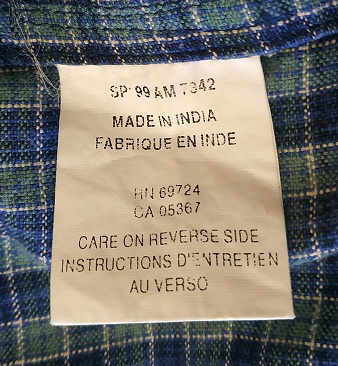 SP' 99 AM 7342
MADE IN INDIA
FABRIQUE EN INDE
RN 69724
CA 05367
CARE ON REVERSE SIDE
INSTRUCTIONS D'ENTRETIEN
AU VERSO